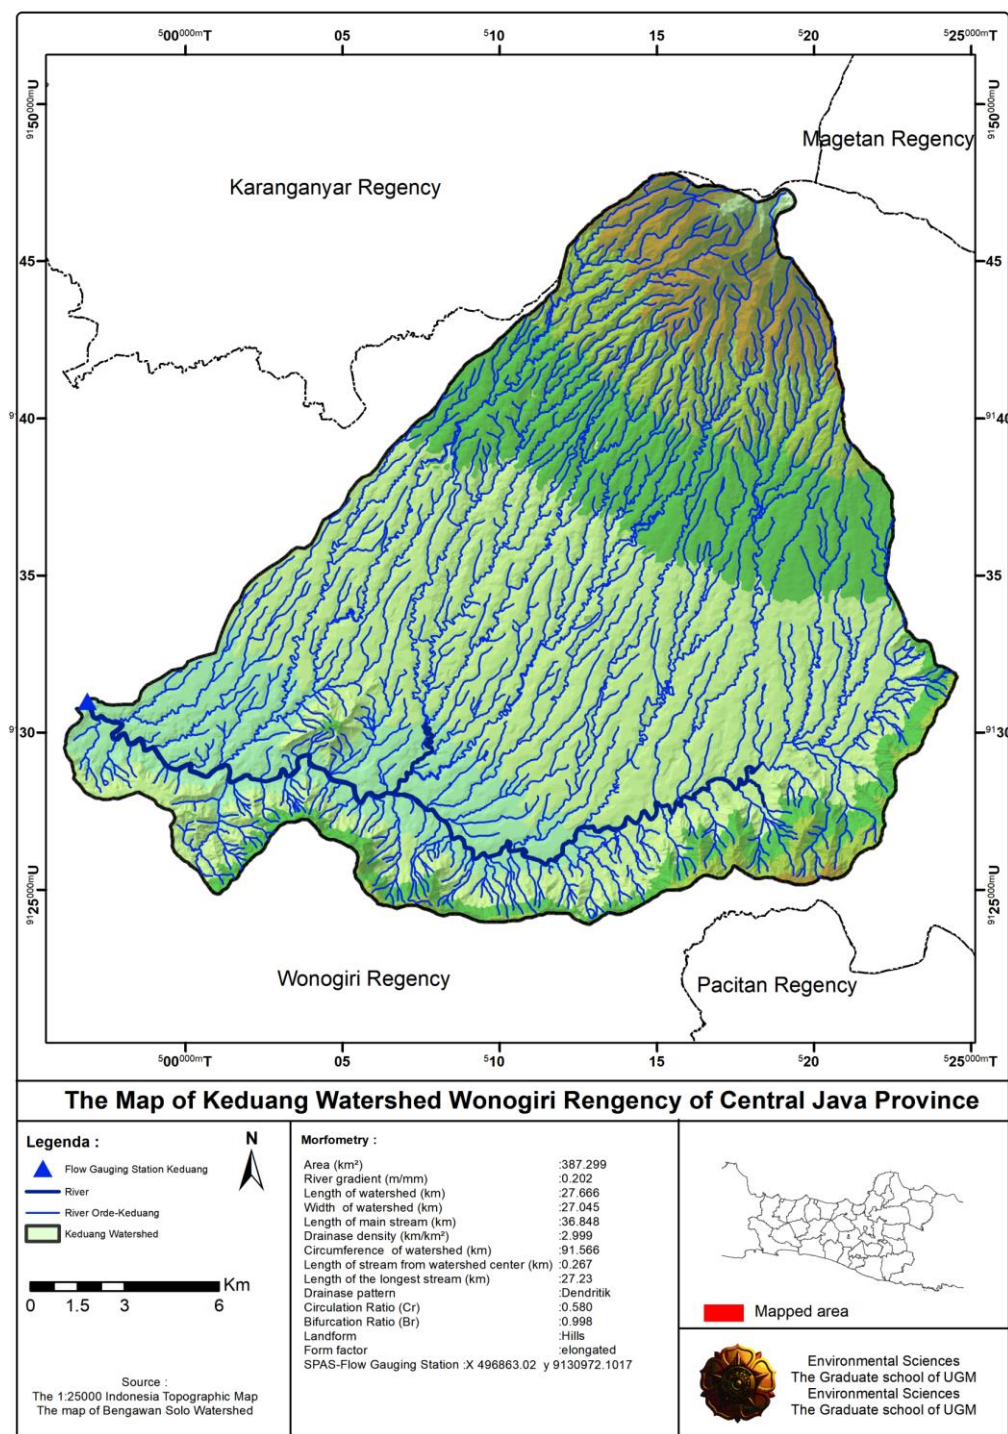 500000mT 05 510 515 520 525000mT
9150000mU 9150000mU
Magetan Regency
Karanganyar Regency
45 45
9140 9140
35 35
9130 9130
9125000mU 9125000mU
Wonogiri Regency
Pacitan Regency
500000mT 05 510 515 520 525000mT
The Map of Keduang Watershed Wonogiri Rengency of Central Java Province
Legenda :
N
Flow Gauging Station Keduang
River
River Orde-Keduang
Keduang Watershed
Km
0 1.5 3 6
Source :
The 1:25000 Indonesia Topographic Map
The map of Bengawan Solo Watershed
Morfometry :
Area (km²) :387.299
River gradient (m/mm) :0.202
Length of watershed (km) :27.666
Width of watershed (km) :27.045
Length of main stream (km) :36.848
Drainase density (km/km²) :2.999
Circumference of watershed (km) :91.566
Length of stream from watershed center (km) :0.267
Length of the longest stream (km) :27.23
Drainase pattern :Dendritik
Circulation Ratio (Cr) :0.580
Bifurcation Ratio (Br) :0.998
Landform :Hills
Form factor :elongated
SPAS-Flow Gauging Station :X 496863.02 y 9130972.1017
Mapped area
Environmental Sciences
The Graduate school of UGM
Environmental Sciences
The Graduate school of UGM